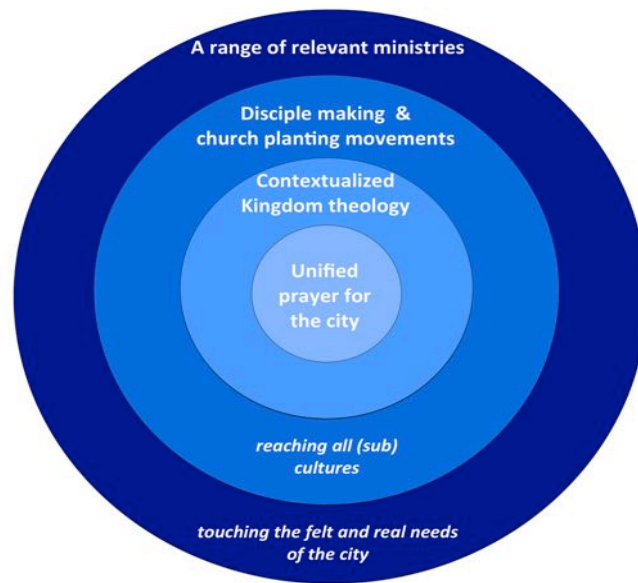 A range of relevant ministries
Disciple making & 
church planting movements
Contextualized
Kingdom theology
Unified
prayer for
the city
reaching all (sub)
cultures
touching the felt and real needs
of the city